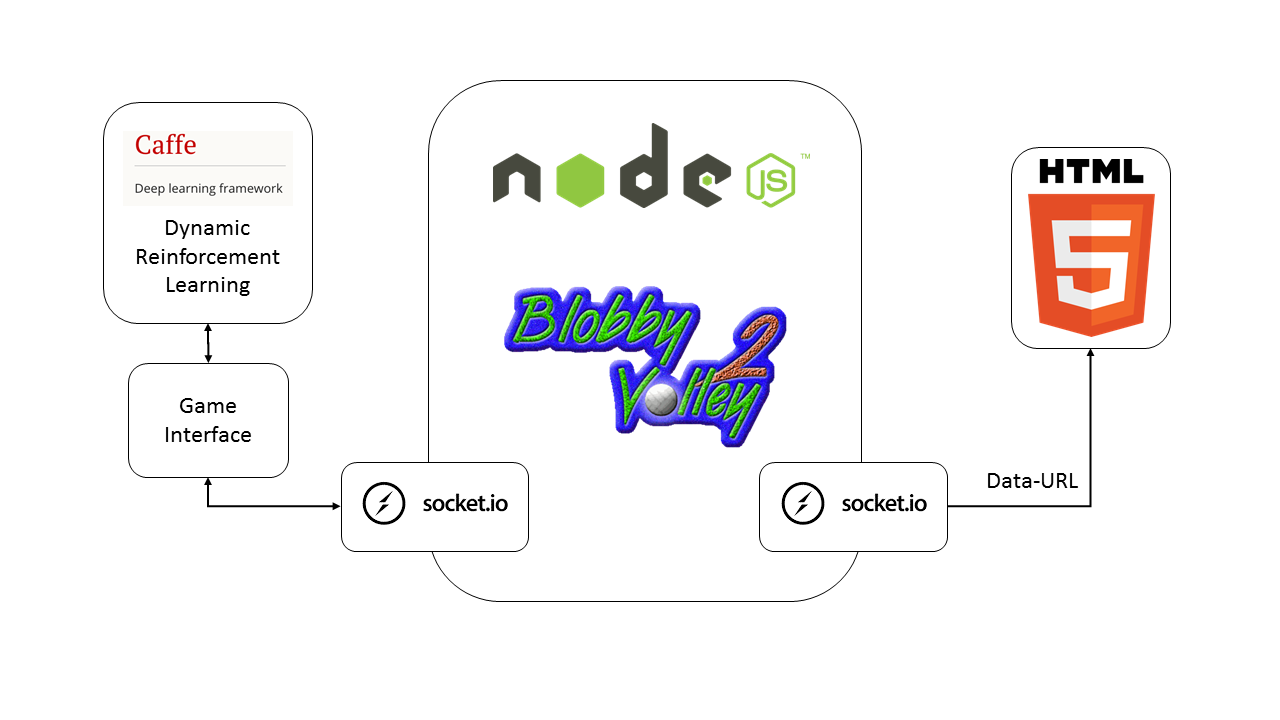 Caffe
Deep learning framework
Dynamic
Reinforcement
Learning
Game
Interface
node JS ™
Blobby
Volley 2
socket.io
socket.io
Data-URL
HTML
5